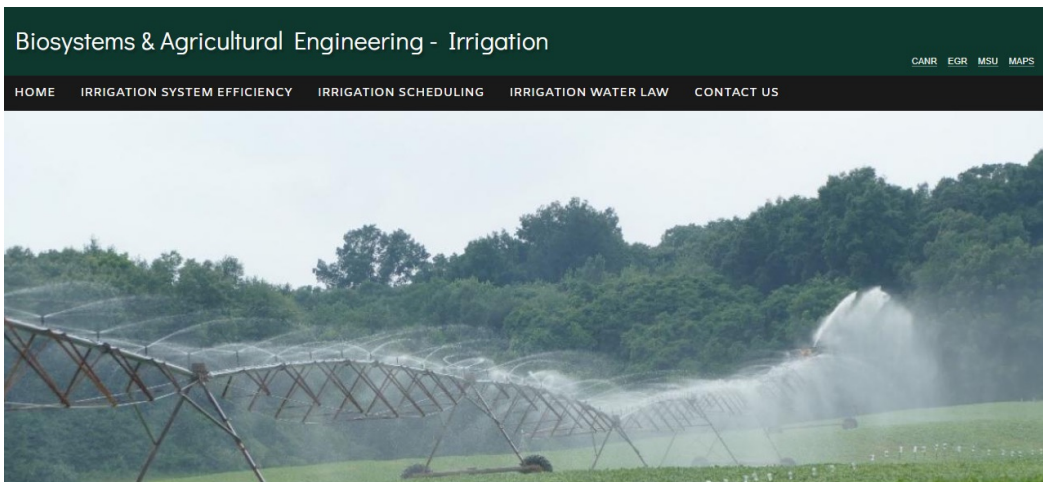 Biosystems & Agricultural Engineering - Irrigation
CANR EGR MSU MAPS
HOME IRRIGATION SYSTEM EFFICIENCY IRRIGATION SCHEDULING IRRIGATION WATER LAW CONTACT US